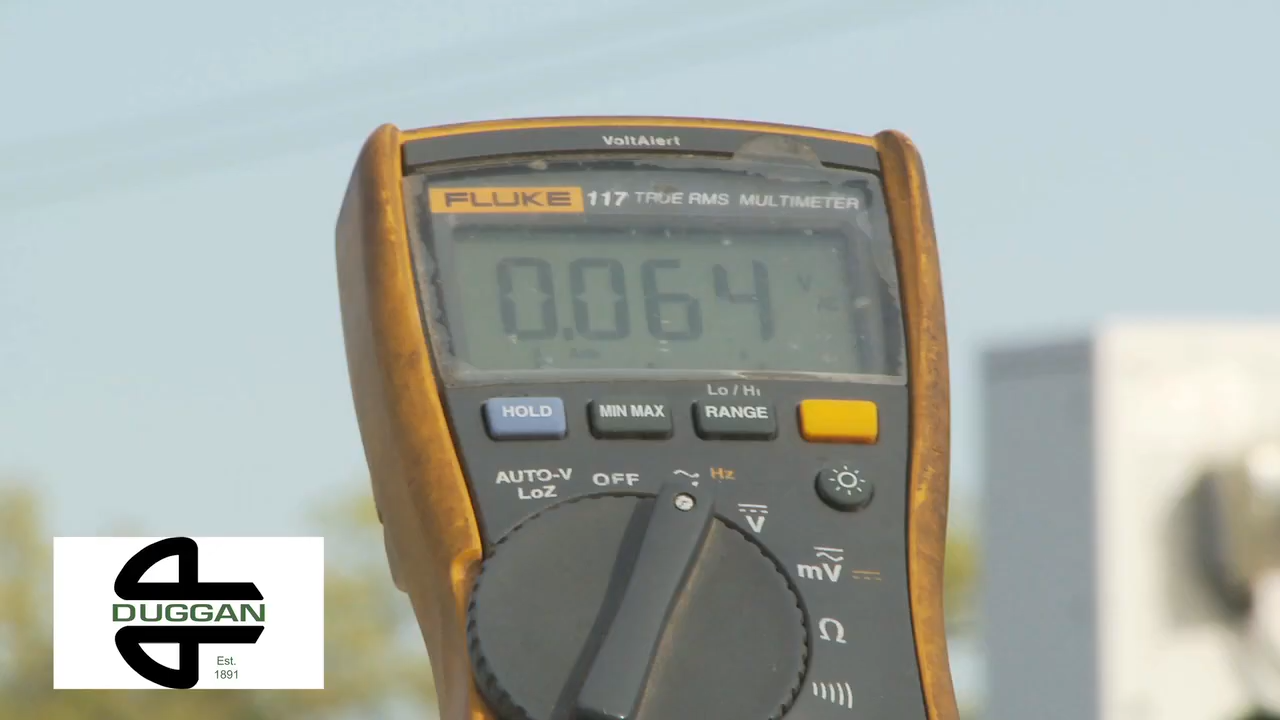 VoltAlert
FLUKE 117 TRUE RMS MULTIMETER
0.064 V
Lo / Hi
HOLD MIN MAX RANGE
AUTO-V OFF Hz
LoZ
V
mV
Ω
DUGGAN
Est.
1891